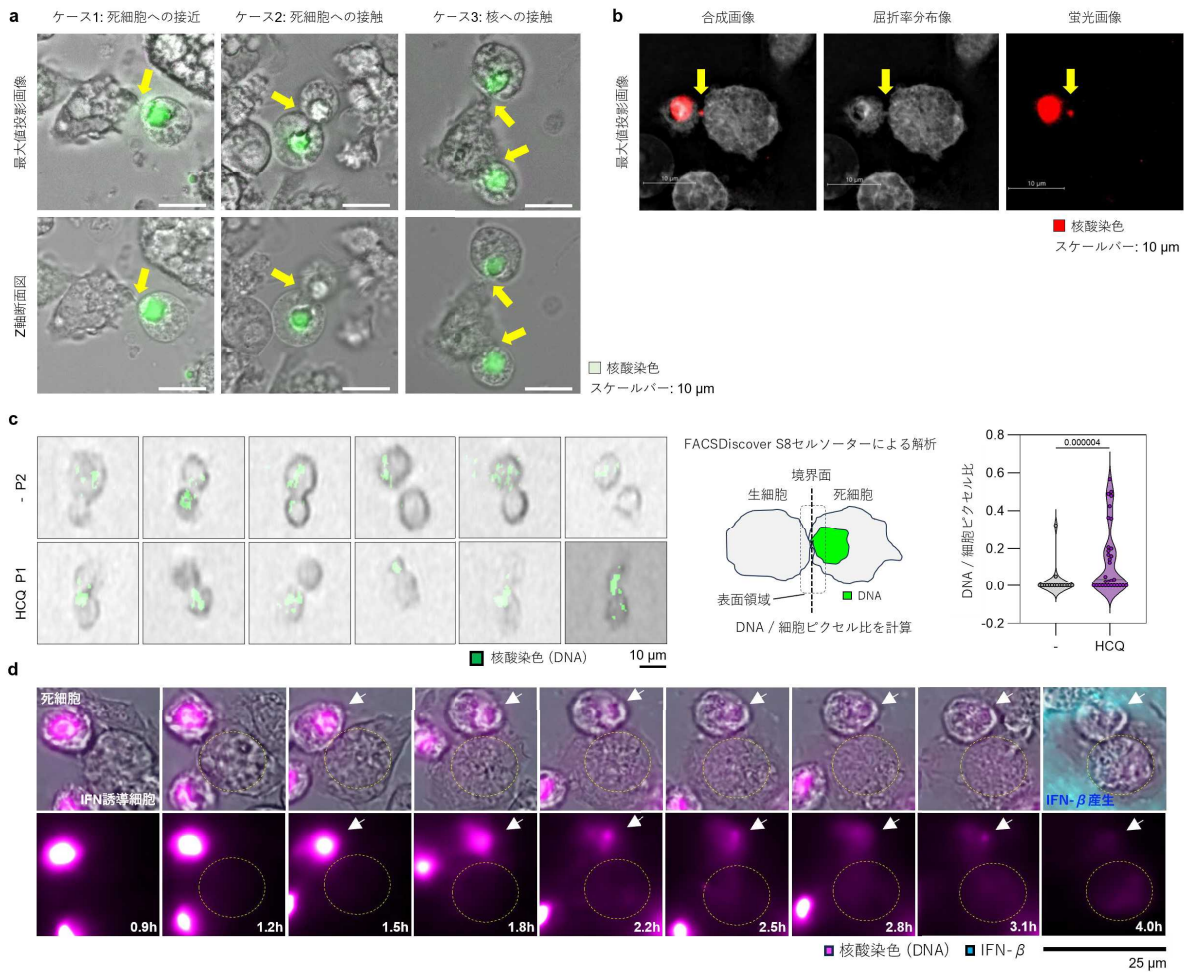 a
ケース1: 死細胞への接近
ケース2: 死細胞への接触
ケース3: 核への接触
最大値投影画像
Z軸断面図
核酸染色
スケールバー: 10 µm
b
合成画像
屈折率分布像
蛍光画像
最大値投影画像
10 µm
10 µm
10 µm
核酸染色
スケールバー: 10 µm
c
- P2
HCQ P1
核酸染色 (DNA)
10 µm
FACSDiscover S8セルソーターによる解析
境界面
生細胞
死細胞
表面領域
DNA
DNA / 細胞ピクセル比を計算
DNA / 細胞ピクセル比
0.8
0.6
0.4
0.2
0.0
-0.2
0.000004
-
HCQ
d
死細胞
IFN誘導細胞
IFN-β産生
0.9h
1.2h
1.5h
1.8h
2.2h
2.5h
2.8h
3.1h
4.0h
核酸染色 (DNA)
IFN-β
25 µm